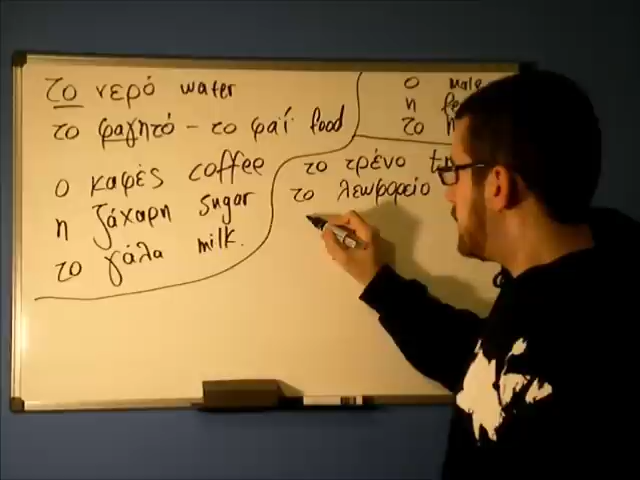 το νερό water
το φαγητό - το φαΐ food
ο καφές coffee
η ζάχαρη sugar
το γάλα milk.
ο male
η
το
το τρένο
το λεωφορείο